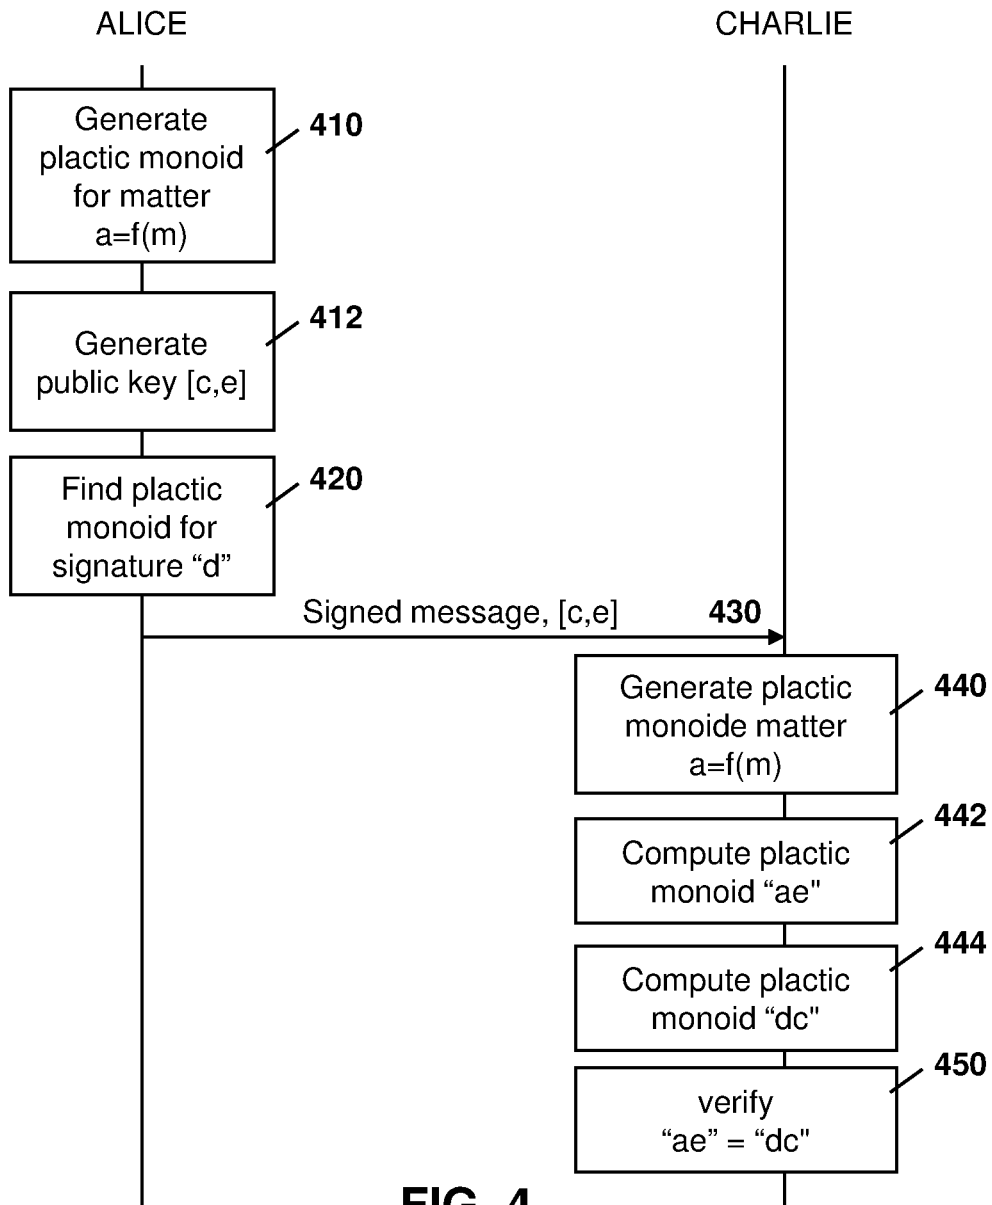 ALICE
CHARLIE
Generate
plactic monoid
for matter
a=f(m)
410
Generate
public key [c,e]
412
Find plactic
monoid for
signature “d”
420
Signed message, [c,e]
430
Generate plactic
monoide matter
a=f(m)
440
Compute plactic
monoid “ae"
442
Compute plactic
monoid “dc"
444
verify
“ae” = “dc"
450
FIG. 4